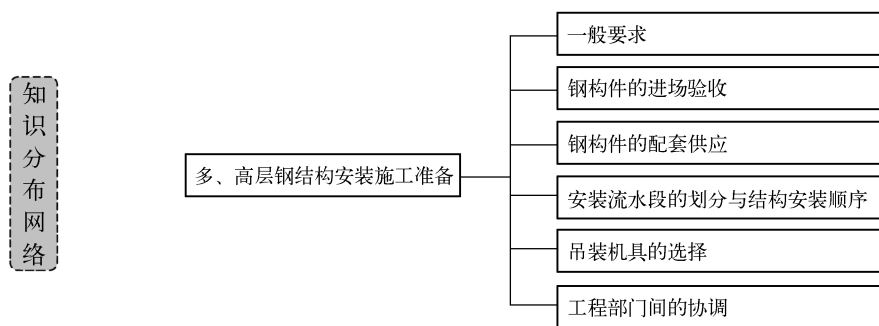 知识分布网络
多、高层钢结构安装施工准备
一般要求
钢构件的进场验收
钢构件的配套供应
安装流水段的划分与结构安装顺序
吊装机具的选择
工程部门间的协调